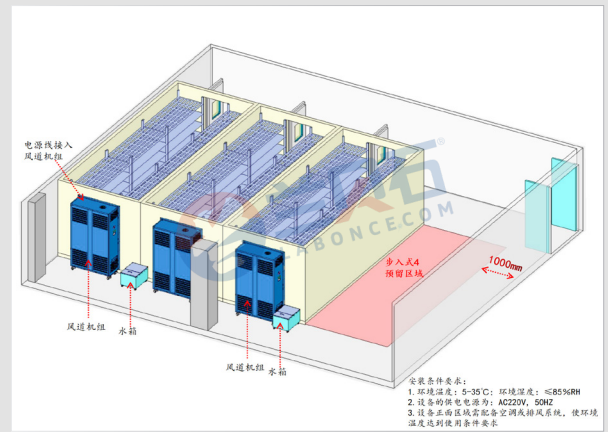 电源线接入
风道机组
LABONCE.COM
步入式4
预留区域
1000mm
风道机组
水箱
风道机组
水箱
安装条件要求：
1.环境温度：5-35℃；环境湿度：≤85%RH
2.设备的供电电源为：AC220V，50HZ
3.设备正面区域需配备空调或排风系统，使环
境温度达到使用条件要求